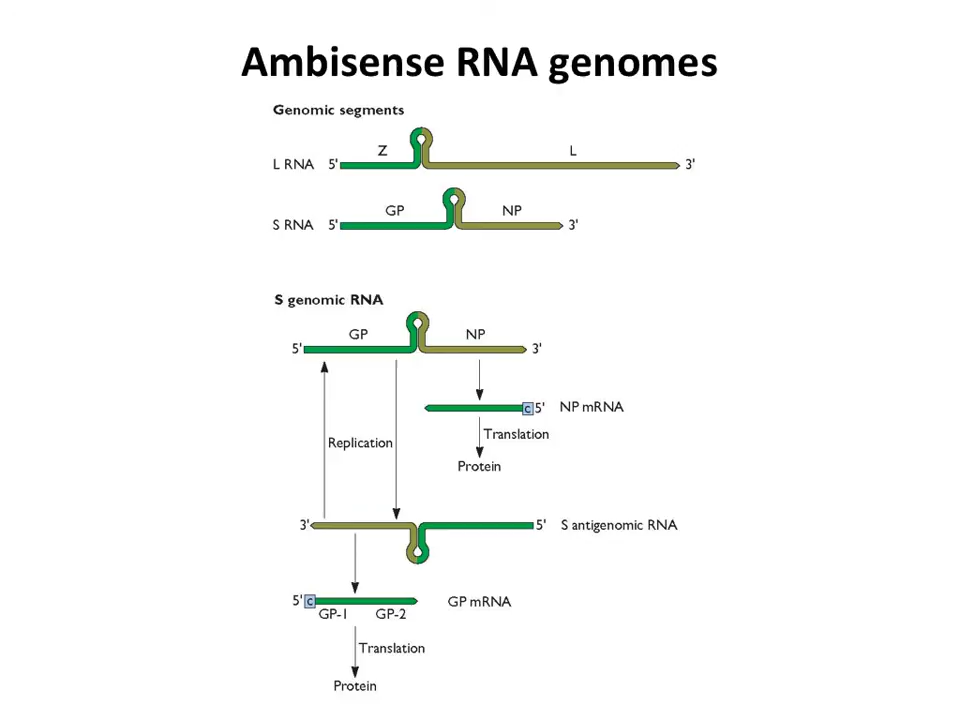 Ambisense RNA genomes
Genomic segments
Z L
L RNA 5' 3'
GP NP
S RNA 5' 3'
S genomic RNA
GP NP
5' 3'
c 5' NP mRNA
Translation
Replication
Protein
3' 5' S antigenomic RNA
5' c GP mRNA
GP-1 GP-2
Translation
Protein